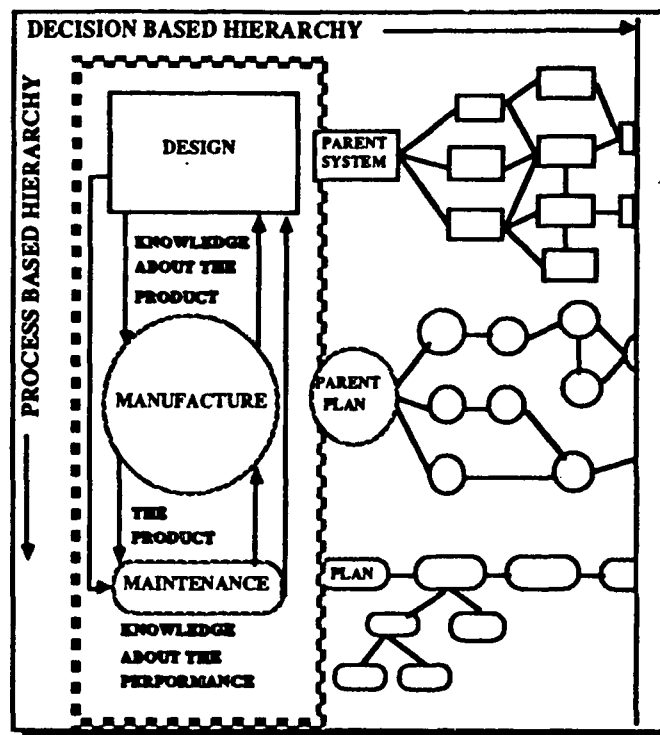 DECISION BASED HIERARCHY
PROCESS BASED HIERARCHY
DESIGN
KNOWLEDGE
ABOUT THE
PRODUCT
MANUFACTURE
THE
PRODUCT
MAINTENANCE
KNOWLEDGE
ABOUT THE
PERFORMANCE
PARENT
SYSTEM
PARENT
PLAN
PLAN